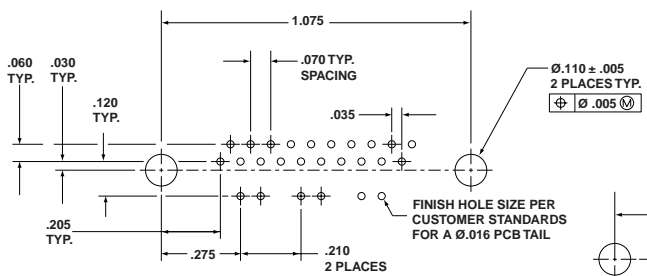 1.075
.060
TYP.
.030
TYP.
.070 TYP.
SPACING
Ø.110 ± .005
2 PLACES TYP.
⌖ Ø .005 Ⓜ
.120
TYP.
.035
.205
TYP.
.275
.210
2 PLACES
FINISH HOLE SIZE PER
CUSTOMER STANDARDS
FOR A Ø.016 PCB TAIL